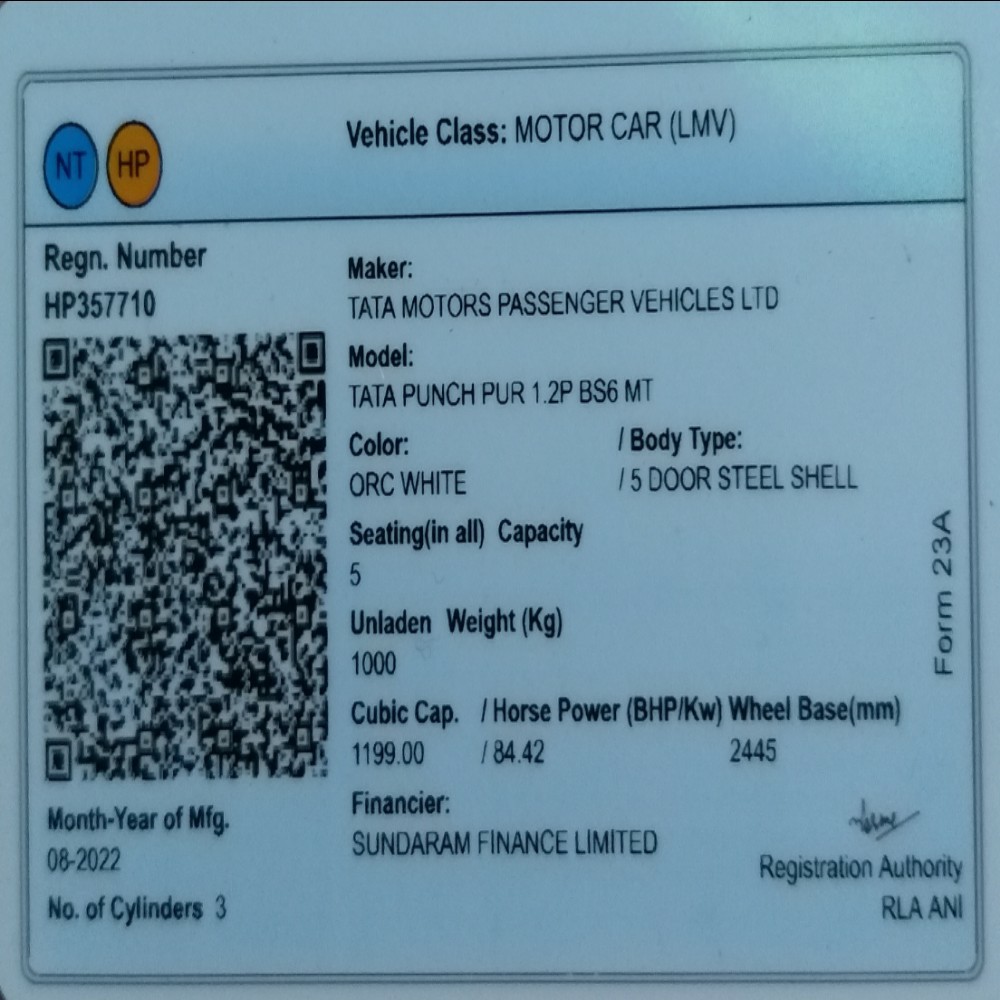 NT HP
Vehicle Class: MOTOR CAR (LMV)
Regn. Number
HP357710
Maker:
TATA MOTORS PASSENGER VEHICLES LTD
Model:
TATA PUNCH PUR 1.2P BS6 MT
Color: / Body Type:
ORC WHITE / 5 DOOR STEEL SHELL
Seating(in all) Capacity
5
Unladen Weight (Kg)
1000
Cubic Cap. / Horse Power (BHP/Kw) Wheel Base(mm)
1199.00 / 84.42 2445
Financier:
SUNDARAM FINANCE LIMITED
Month-Year of Mfg.
08-2022
No. of Cylinders 3
Form 23A
Registration Authority
RLA ANI